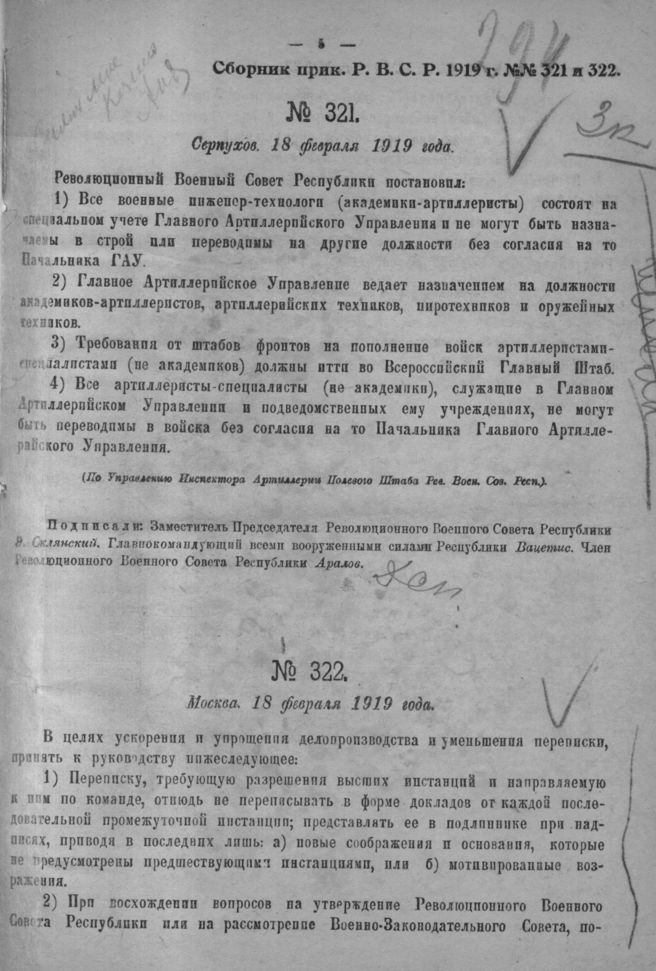 — 5 —
Сборник прик. Р. В. С. Р. 1919 г. №№ 321 и 322.
294
Зк
№ 321.
Серпухов. 18 февраля 1919 года.
Революционный Военный Совет Республики постановил:
1) Все военные инженер-технологи (академики-артиллеристы) состоят на
специальном учете Главного Артиллерийского Управления и не могут быть назна-
чаемы в строй или переводимы на другие должности без согласия на то
Начальника ГАУ.
2) Главное Артиллерийское Управление ведает назначением на должности
академиков-артиллеристов, артиллерийских техников, пиротехников и оружейных
техников.
3) Требования от штабов фронтов на пополнение войск артиллеристами-
специалистами (не академиков) должны итти во Всероссийский Главный Штаб.
4) Все артиллеристы-специалисты (не академики), служащие в Главном
Артиллерийском Управлении и подведомственных ему учреждениях, не могут
быть переводимы в войска без согласия на то Начальника Главного Артилле-
райского Управления.
(По Управлению Инспектора Артиллерии Полевого Штаба Рев. Воен. Сов. Респ.).
Подписали: Заместитель Председателя Революционного Военного Совета Республики
Э. Склянский. Главнокомандующий всеми вооруженными силами Республики Вацетис. Член
Революционного Военного Совета Республики Аралов.
№ 322.
Москва. 18 февраля 1919 года.
В целях ускорения и упрощения делопроизводства и уменьшения переписки,
принять к руководству нижеследующее:
1) Переписку, требующую разрешения высших инстанций и направляемую
к ним по команде, отнюдь не переписывать в форме докладов от каждой после-
довательной промежуточной инстанции; представлять ее в подлиннике при над-
писях, приводя в последних лишь: а) новые соображения и основания, которые
не предусмотрены предшествующими инстанциями, или б) мотивированные воз-
ражения.
2) При восхождении вопросов на утверждение Революционного Военного
Совета Республики или на рассмотрение Военно-Законодательного Совета, по-